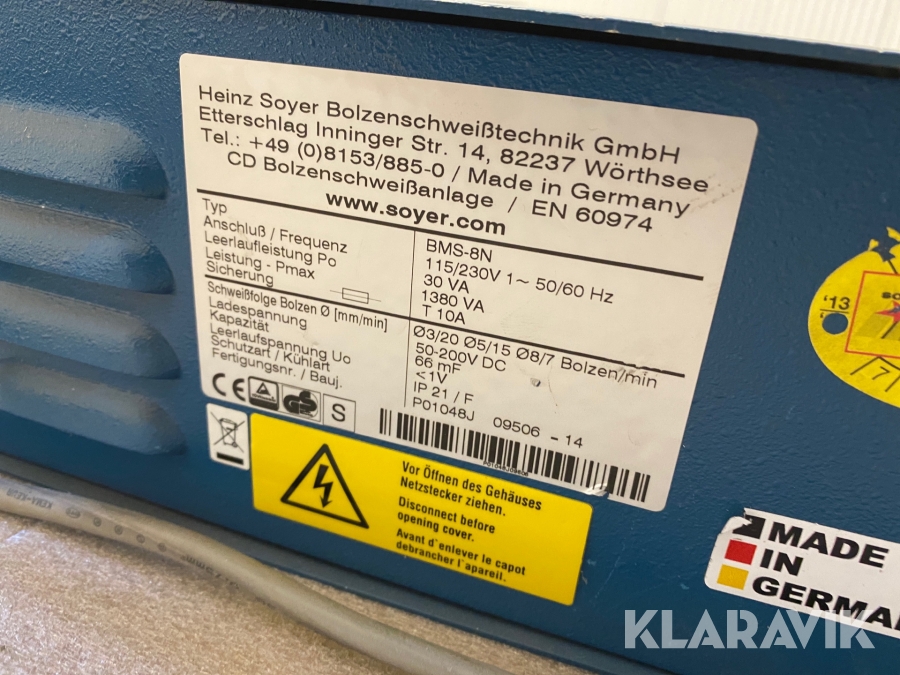 Heinz Soyer Bolzenschweißtechnik GmbH
Etterschlag Inninger Str. 14, 82237 Wörthsee
Tel.: +49 (0)8153/885-0 / Made in Germany
CD Bolzenschweißanlage / EN 60974
www.soyer.com
Typ BMS-8N
Anschluß / Frequenz 115/230V 1~ 50/60 Hz
Leerlaufleistung Po 30 VA
Leistung - Pmax 1380 VA
Sicherung T 10A
Schweißfolge Bolzen Ø [mm/min] Ø3/20 Ø5/15 Ø8/7 Bolzen/min
Ladespannung 50-200V DC
Kapazität 66 mF
Leerlaufspannung Uo <1V
Schutzart / Kühlart IP 21 / F
Fertigungsnr. / Bauj. P01048J 09506 - 14
CE
GS
S
P01048J09506
Vor Öffnen des Gehäuses
Netzstecker ziehen.
Disconnect before
opening cover.
Avant d'enlever le capot
debrancher l'appareil.
'13
7
MADE
IN
GERMAN
KLARAVIK